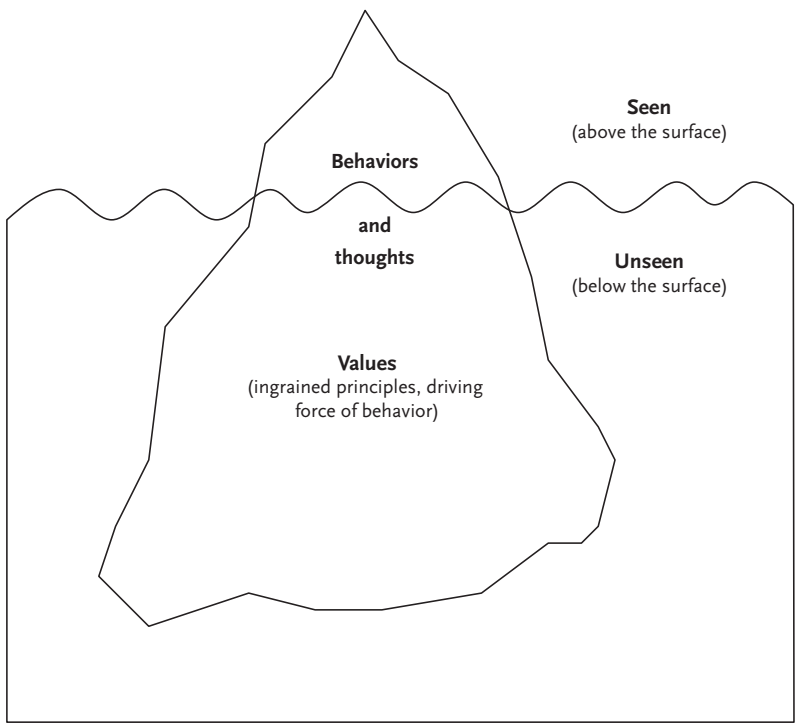 Seen
(above the surface)
Behaviors
and
thoughts
Unseen
(below the surface)
Values
(ingrained principles, driving
force of behavior)